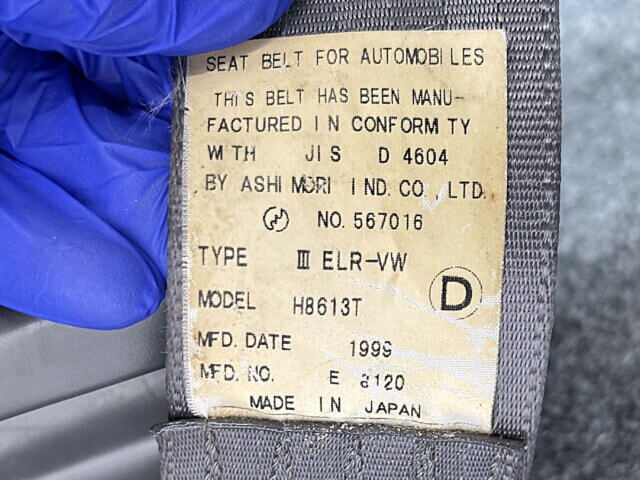 SEAT BELT FOR AUTOMOBILES
THIS BELT HAS BEEN MANU-
FACTURED IN CONFORMITY
WITH JIS D 4604
BY ASHIMORI IND. CO., LTD.
NO. 567016
TYPE III ELR-VW
D
MODEL H8613T
MFD. DATE 1999
MFD. NO. E
MADE IN JAPAN